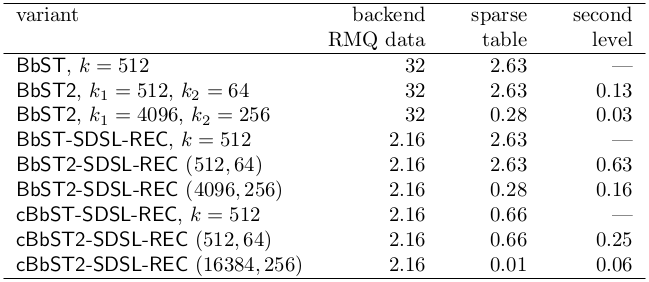 variant backend sparse second
RMQ data table level
BbST, k = 512 32 2.63 —
BbST2, k₁ = 512, k₂ = 64 32 2.63 0.13
BbST2, k₁ = 4096, k₂ = 256 32 0.28 0.03
BbST-SDSL-REC, k = 512 2.16 2.63 —
BbST2-SDSL-REC (512, 64) 2.16 2.63 0.63
BbST2-SDSL-REC (4096, 256) 2.16 0.28 0.16
cBbST-SDSL-REC, k = 512 2.16 0.66 —
cBbST2-SDSL-REC (512, 64) 2.16 0.66 0.25
cBbST2-SDSL-REC (16384, 256) 2.16 0.01 0.06